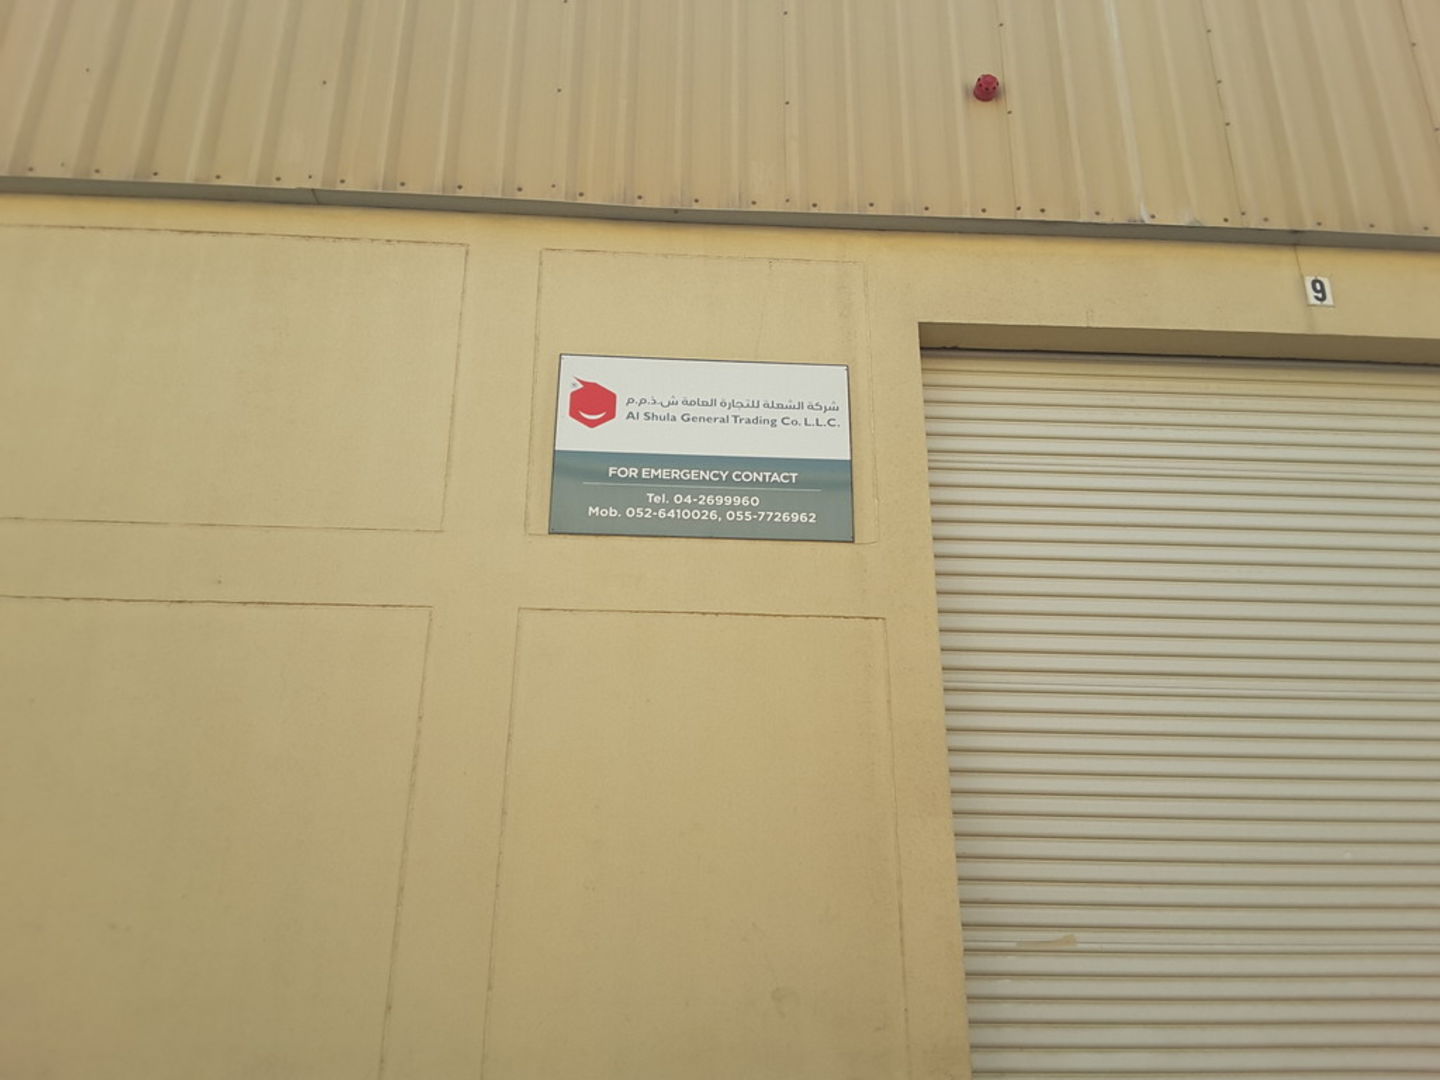 9
شركة الشعلة للتجارة العامة ش.ذ.م.م
Al Shula General Trading Co. L.L.C.
FOR EMERGENCY CONTACT
Tel. 04-2699960
Mob. 052-6410026, 055-7726962